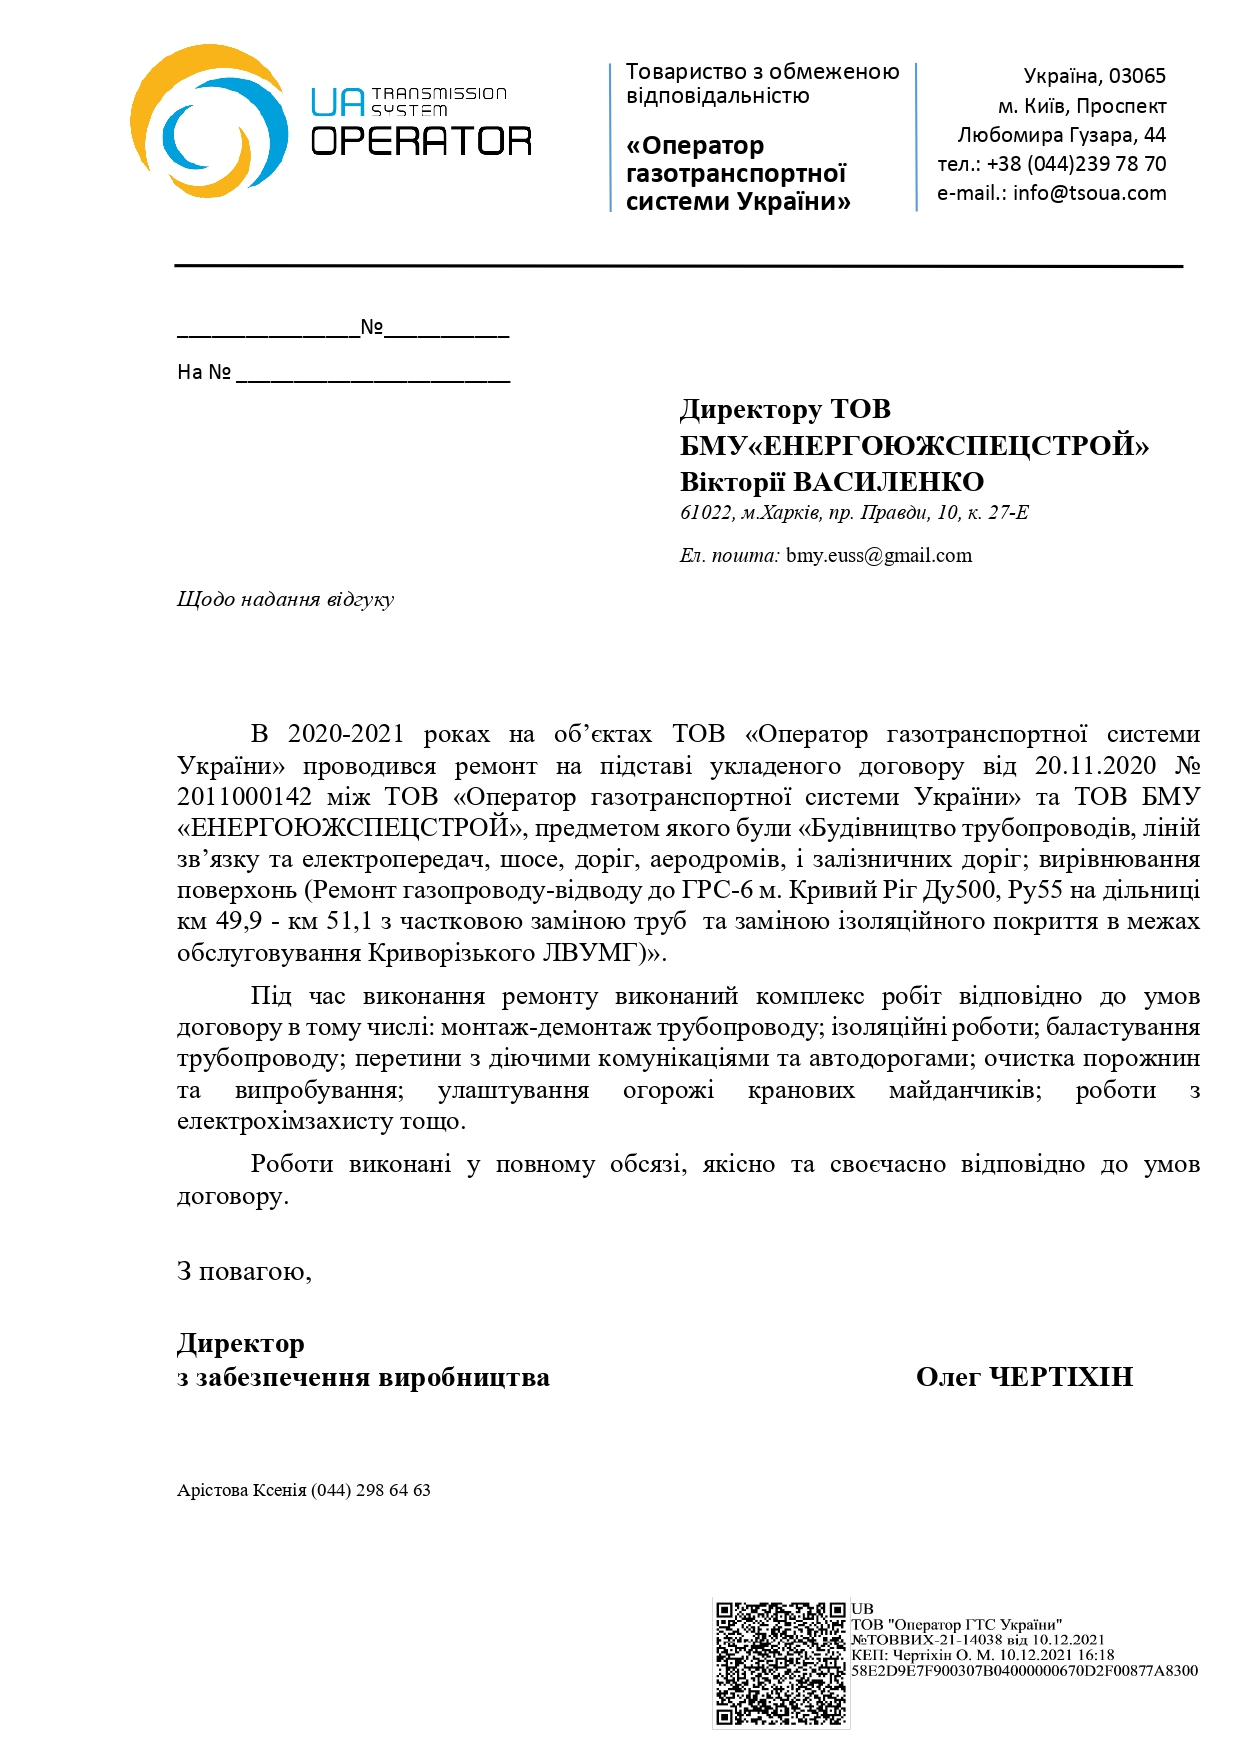 UA TRANSMISSION
SYSTEM
OPERATOR
Товариство з обмеженою
відповідальністю
«Оператор
газотранспортної
системи України»
Україна, 03065
м. Київ, Проспект
Любомира Гузара, 44
тел.: +38 (044)239 78 70
e-mail.: info@tsoua.com
________________№___________
На № ________________________
Директору ТОВ
БМУ«ЕНЕРГОЮЖСПЕЦСТРОЙ»
Вікторії ВАСИЛЕНКО
61022, м.Харків, пр. Правди, 10, к. 27-Е
Ел. пошта: bmy.euss@gmail.com
Щодо надання відгуку
В 2020-2021 роках на об’єктах ТОВ «Оператор газотранспортної системи
України» проводився ремонт на підставі укладеного договору від 20.11.2020 №
2011000142 між ТОВ «Оператор газотранспортної системи України» та ТОВ БМУ
«ЕНЕРГОЮЖСПЕЦСТРОЙ», предметом якого були «Будівництво трубопроводів, ліній
зв’язку та електропередач, шосе, доріг, аеродромів, і залізничних доріг; вирівнювання
поверхонь (Ремонт газопроводу-відводу до ГРС-6 м. Кривий Ріг Ду500, Ру55 на дільниці
км 49,9 - км 51,1 з частковою заміною труб та заміною ізоляційного покриття в межах
обслуговування Криворізького ЛВУМГ)».
Під час виконання ремонту виконаний комплекс робіт відповідно до умов
договору в тому числі: монтаж-демонтаж трубопроводу; ізоляційні роботи; баластування
трубопроводу; перетини з діючими комунікаціями та автодорогами; очистка порожнин
та випробування; улаштування огорожі кранових майданчиків; роботи з
електрохімзахисту тощо.
Роботи виконані у повному обсязі, якісно та своєчасно відповідно до умов
договору.
З повагою,
Директор
з забезпечення виробництва Олег ЧЕРТІХІН
Арістова Ксенія (044) 298 64 63
UB
ТОВ "Оператор ГТС України"
№ТОВВИХ-21-14038 від 10.12.2021
КЕП: Чертіхін О. М. 10.12.2021 16:18
58E2D9E7F900307B04000000670D2F00877A8300